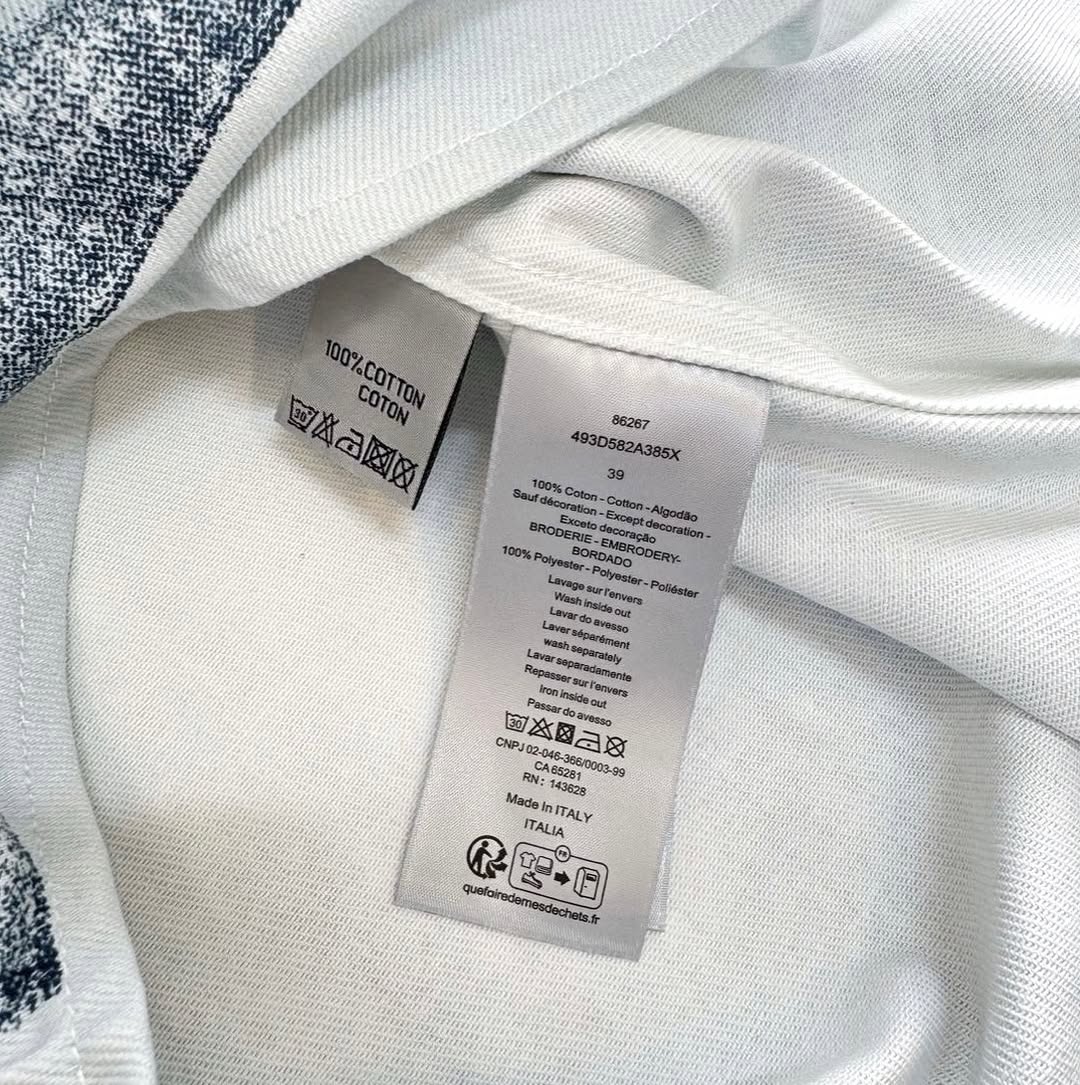 100%COTTON
COTON
30°
86267
493D582A385X
39
100% Coton - Cotton - Algodão
Sauf décoration - Except decoration -
Exceto decoração
BRODERIE - EMBRODERY-
BORDADO
100% Polyester - Polyester - Poliéster
Lavage sur l'envers
Wash inside out
Lavar do avesso
Laver séparément
wash separately
Lavar separadamente
Repasser sur l'envers
Iron inside out
Passar do avesso
30
CNPJ 02-046-366/0003-99
CA 65281
RN: 143628
Made In ITALY
ITALIA
FR
quefairedemesdechets.fr